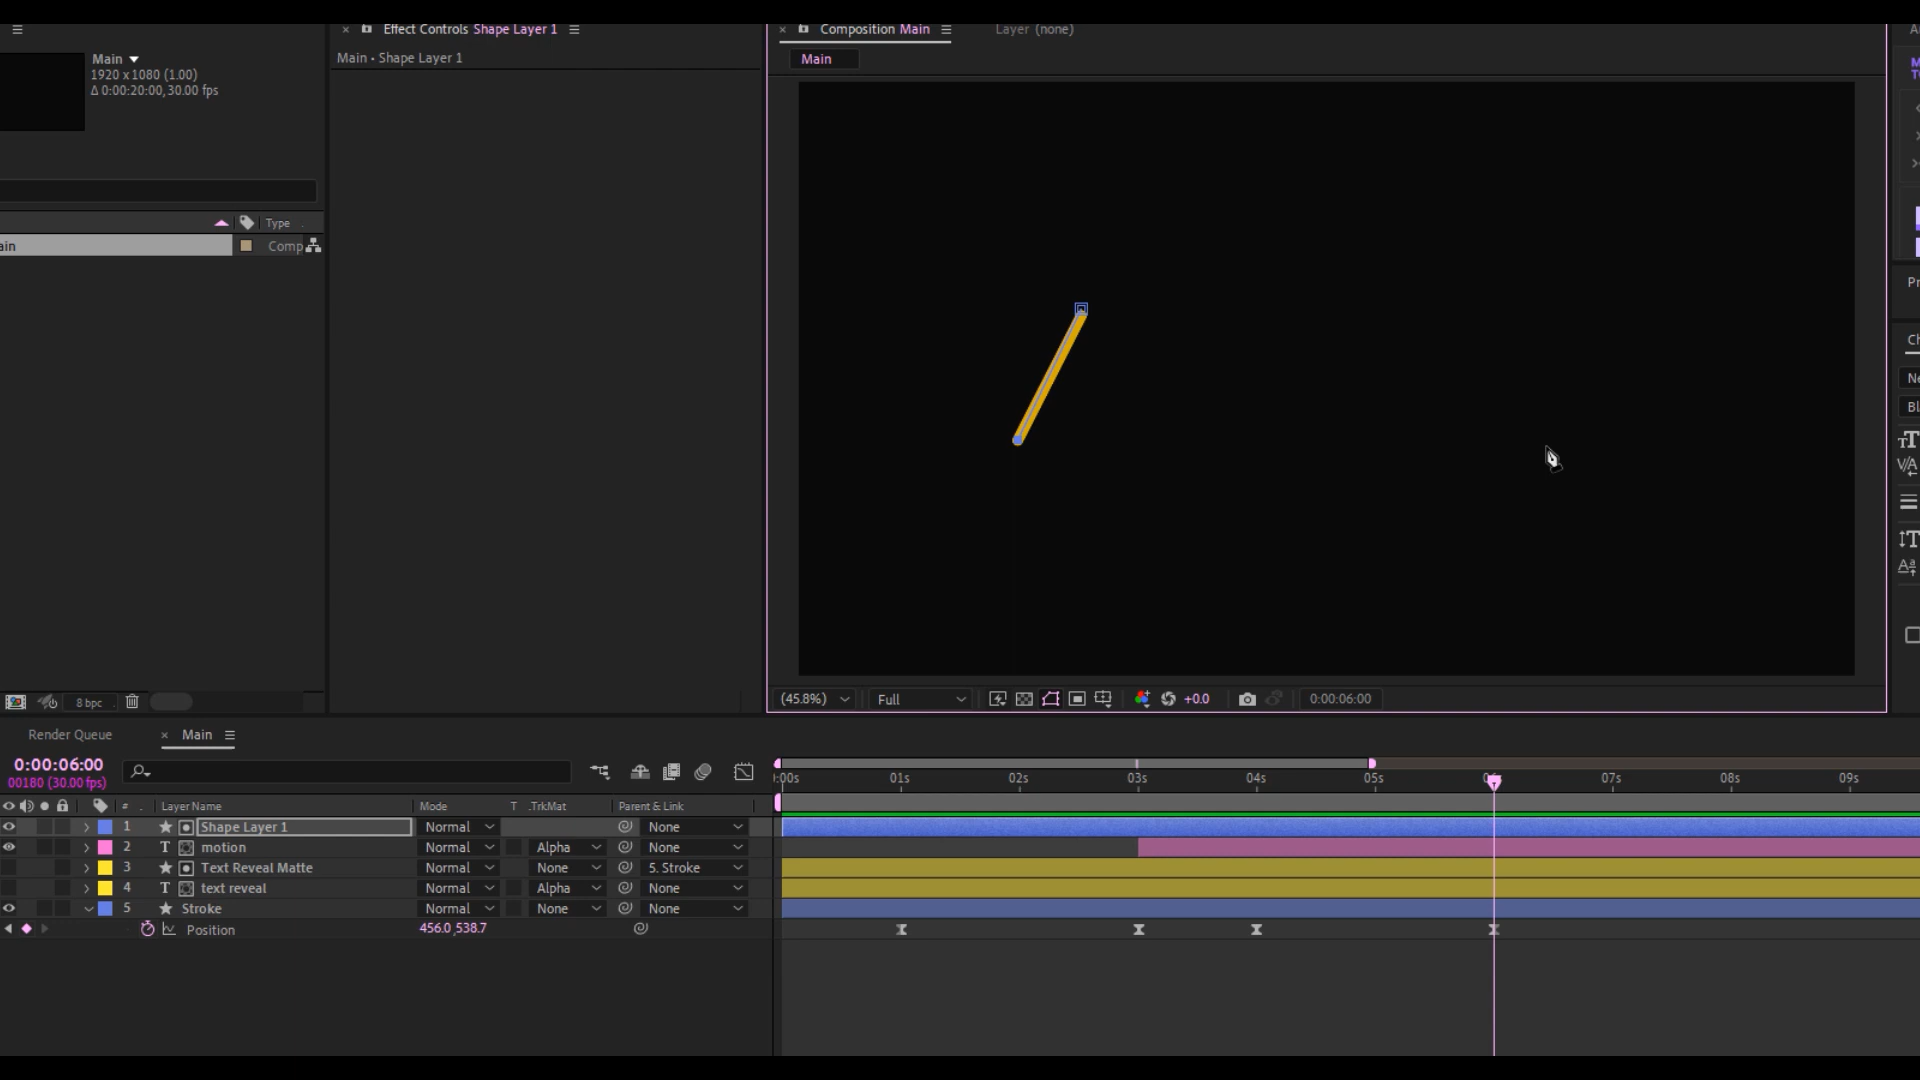 Effect Controls Shape Layer 1
Composition Main
Layer (none)
Main • Shape Layer 1
Main
Main
1920 x 1080 (1.00)
Δ 0:00:20:00, 30.00 fps
Type
ain
Comp
8 bpc
(45.8%)
Full
+0.0
0:00:06:00
Render Queue
Main
0:00:06:00
00180 (30.00 fps)
:00s 01s 02s 03s 04s 05s 06s 07s 08s 09s
# Layer Name Mode T .TrkMat Parent & Link
1 Shape Layer 1 Normal None
2 T motion Normal Alpha None
3 Text Reveal Matte Normal None 5. Stroke
4 T text reveal Normal Alpha None
5 Stroke Normal None None
Position 456.0,538.7